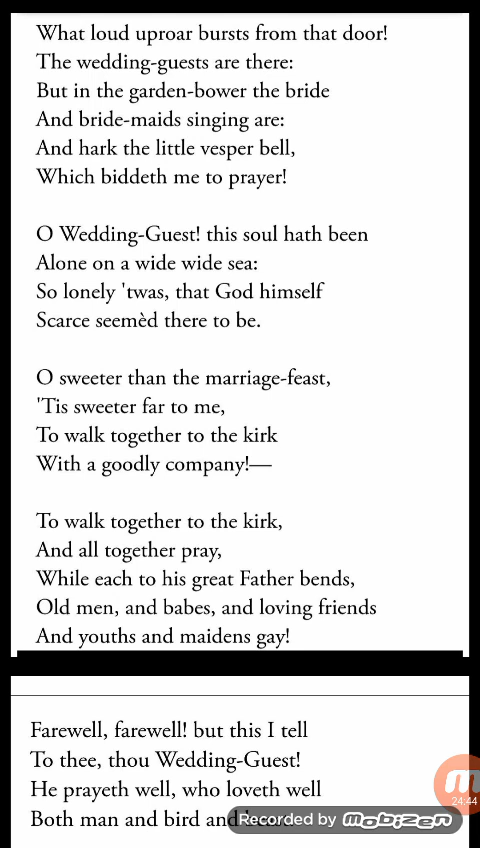 What loud uproar bursts from that door!
The wedding-guests are there:
But in the garden-bower the bride
And bride-maids singing are:
And hark the little vesper bell,
Which biddeth me to prayer!
O Wedding-Guest! this soul hath been
Alone on a wide wide sea:
So lonely 'twas, that God himself
Scarce seemèd there to be.
O sweeter than the marriage-feast,
'Tis sweeter far to me,
To walk together to the kirk
With a goodly company!—
To walk together to the kirk,
And all together pray,
While each to his great Father bends,
Old men, and babes, and loving friends
And youths and maidens gay!
Farewell, farewell! but this I tell
To thee, thou Wedding-Guest!
He prayeth well, who loveth well
Both man and bird and
24:44
Recorded by Mobizen